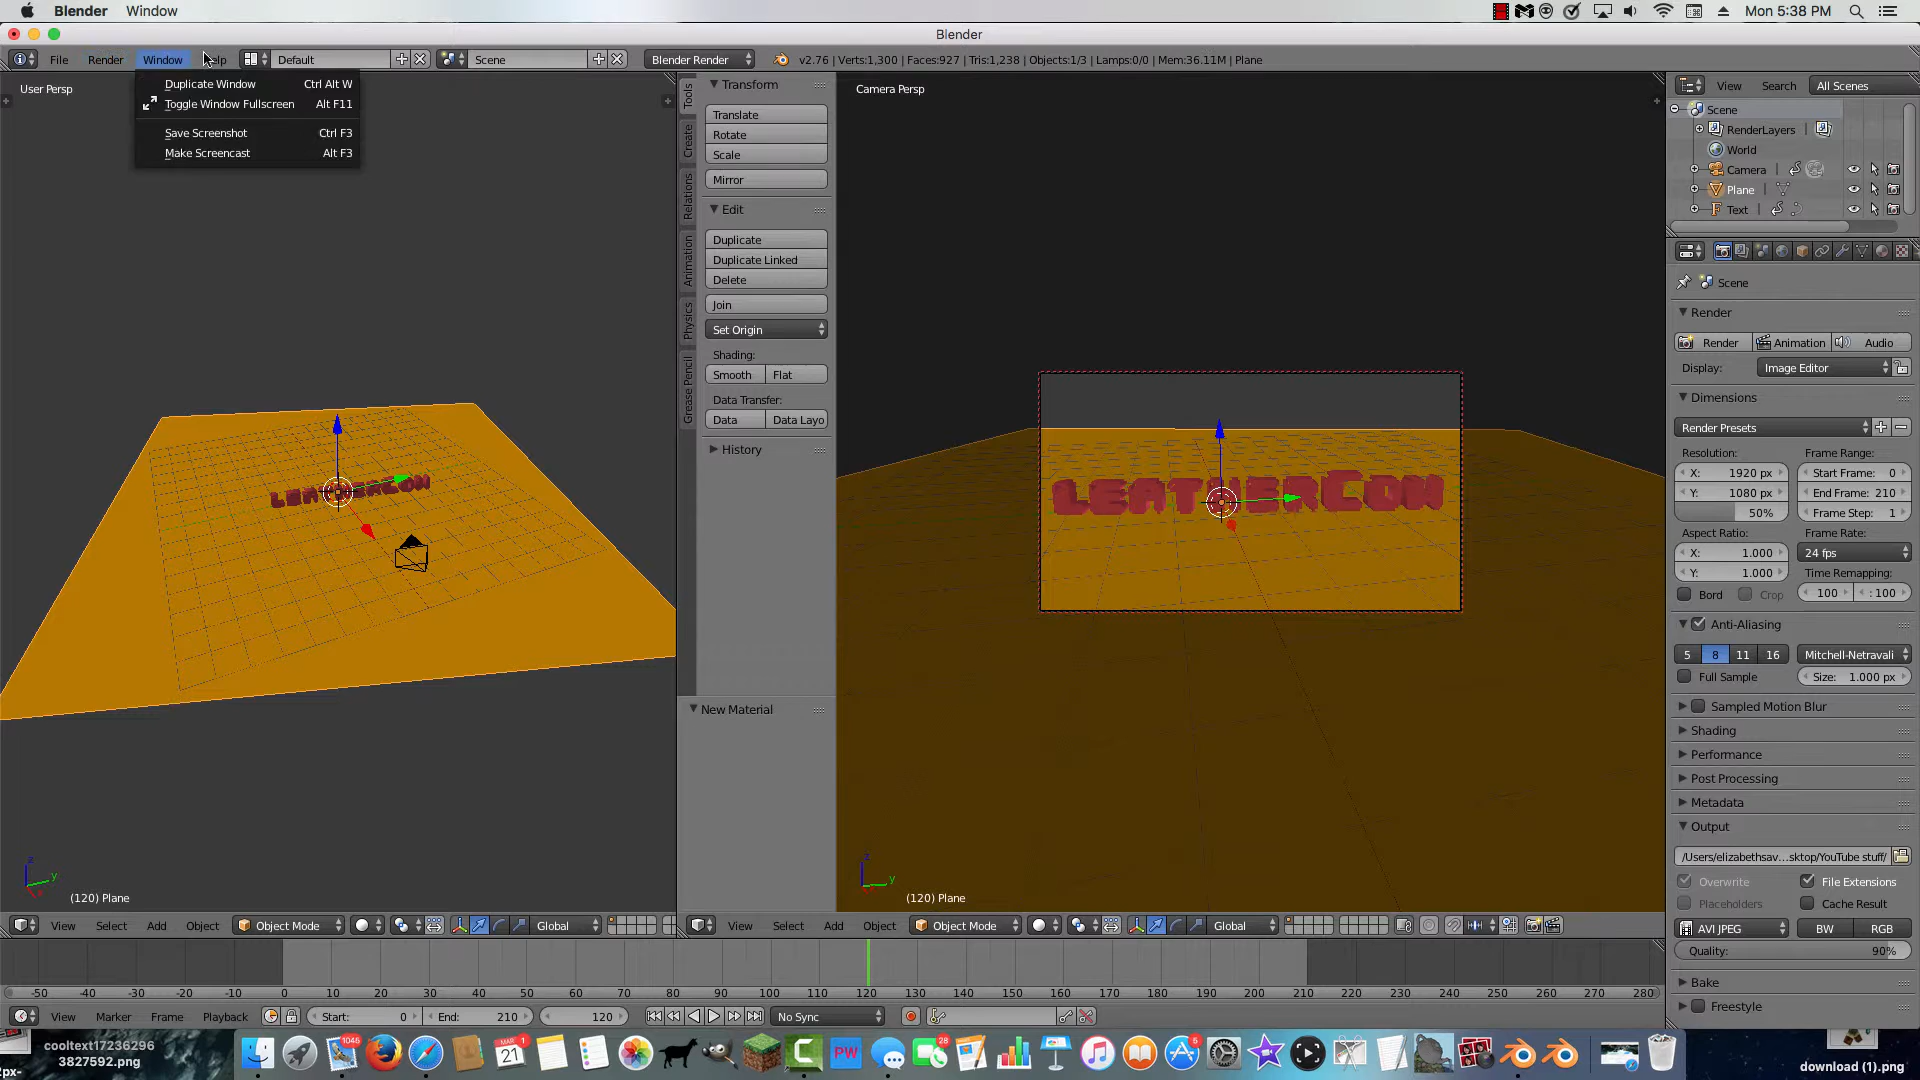 Blender Window Mon 5:38 PM
Blender
File Render Window Default Scene Blender Render v2.76 | Verts:1,300 | Faces:927 | Tris:1,238 | Objects:1/3 | Lamps:0/0 | Mem:36.11M | Plane
Duplicate Window Ctrl Alt W
Toggle Window Fullscreen Alt F11
Save Screenshot Ctrl F3
Make Screencast Alt F3
User Persp
LEATHERCON
(120) Plane
Tools
Create
Relations
Animation
Physics
Grease Pencil
Transform
Translate
Rotate
Scale
Mirror
Edit
Duplicate
Duplicate Linked
Delete
Join
Set Origin
Shading:
Smooth Flat
Data Transfer:
Data Data Layo
History
New Material
Camera Persp
LEATHERCON
(120) Plane
View Search All Scenes
Scene
RenderLayers
World
Camera
Plane
Text
Scene
Render
Render Animation Audio
Display: Image Editor
Dimensions
Render Presets
Resolution: Frame Range:
X: 1920 px Start Frame: 0
Y: 1080 px End Frame: 210
50% Frame Step: 1
Aspect Ratio: Frame Rate:
X: 1.000 24 fps
Y: 1.000 Time Remapping:
Bord Crop 100 : 100
Anti-Aliasing
5 8 11 16 Mitchell-Netravali
Full Sample Size: 1.000 px
Sampled Motion Blur
Shading
Performance
Post Processing
Metadata
Output
/Users/elizabethsav...sktop/YouTube stuff/
Overwrite File Extensions
Placeholders Cache Result
AVI JPEG BW RGB
Quality: 90%
Bake
Freestyle
View Select Add Object Object Mode Global
View Select Add Object Object Mode Global
-50 -40 -30 -20 -10 0 10 20 30 40 50 60 70 80 90 100 110 120 130 140 150 160 170 180 190 200 210 220 230 240 250 260 270 280
View Marker Frame Playback Start: 0 End: 210 120 No Sync
cooltext17236296
3827592.png
2px-
1045
MAR 1
21
PW
28
5
download (1).png